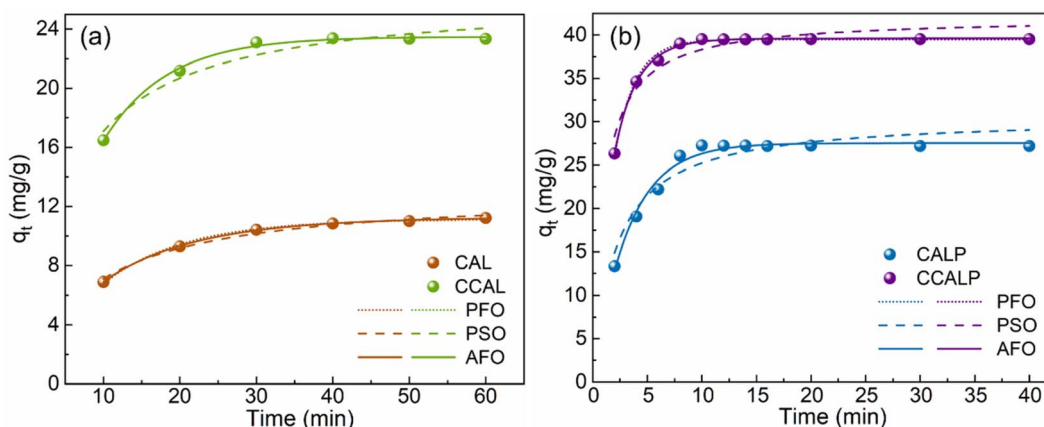 (a)
24
20
16
12
8
4
0
qt (mg/g)
CAL
CCAL
PFO
PSO
AFO
10 20 30 40 50 60
Time (min)
(b)
40
35
30
25
20
15
10
5
0
qt (mg/g)
CALP
CCALP
PFO
PSO
AFO
0 5 10 15 20 25 30 35 40
Time (min)